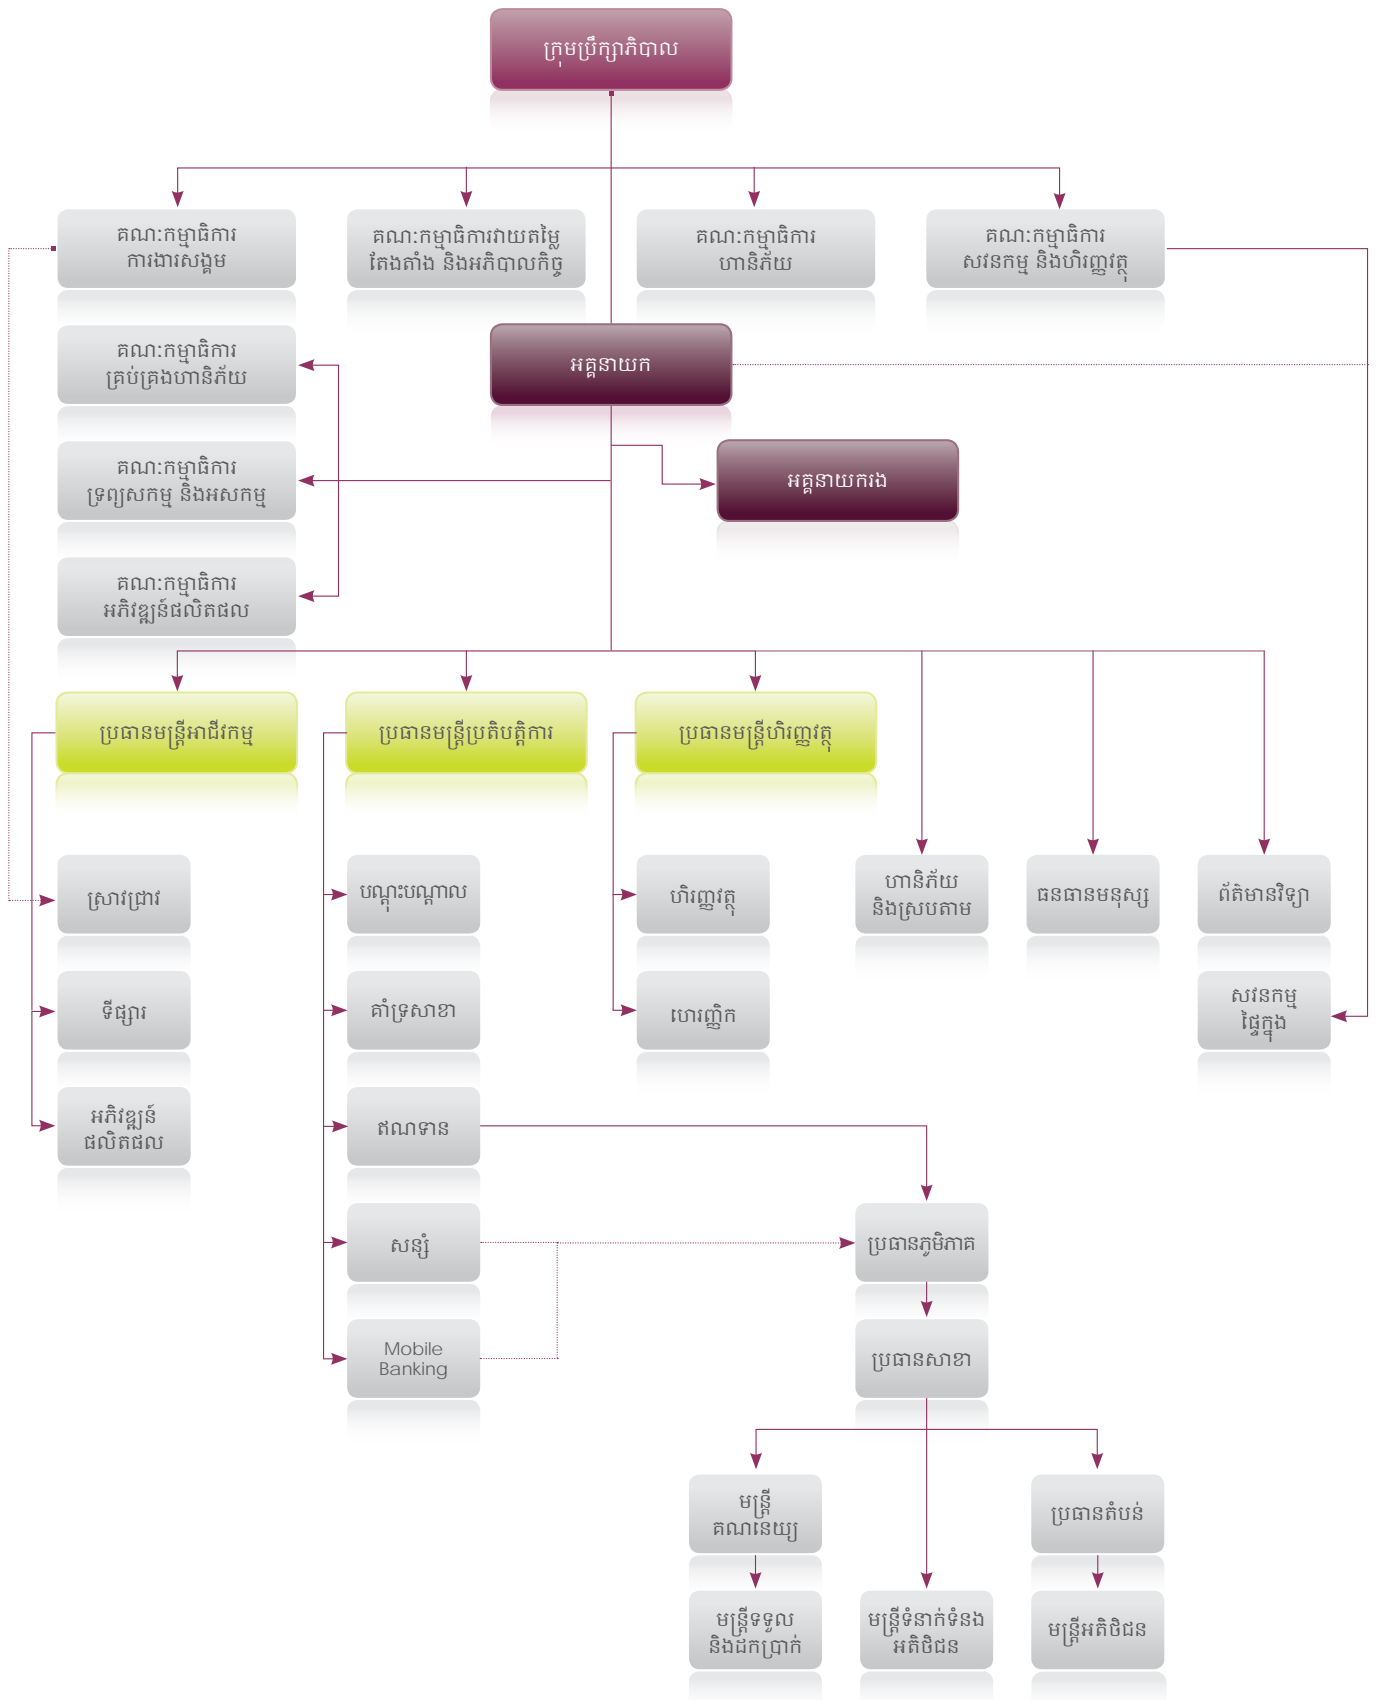 ក្រុមប្រឹក្សាភិបាល
គណៈកម្មាធិការ
ការងារសង្គម
គណៈកម្មាធិការវាយតម្លៃ
តែងតាំង និងអភិបាលកិច្ច
គណៈកម្មាធិការ
ហានិភ័យ
គណៈកម្មាធិការ
សវនកម្ម និងហិរញ្ញវត្ថុ
គណៈកម្មាធិការ
គ្រប់គ្រងហានិភ័យ
អគ្គនាយក
គណៈកម្មាធិការ
ទ្រព្យសកម្ម និងអសកម្ម
អគ្គនាយករង
គណៈកម្មាធិការ
អភិវឌ្ឍន៍ផលិតផល
ប្រធានមន្ត្រីអាជីវកម្ម
ប្រធានមន្ត្រីប្រតិបត្តិការ
ប្រធានមន្ត្រីហិរញ្ញវត្ថុ
ស្រាវជ្រាវ
បណ្តុះបណ្តាល
ហិរញ្ញវត្ថុ
ហានិភ័យ
និងស្របតាម
ធនធានមនុស្ស
ព័ត៌មានវិទ្យា
ទីផ្សារ
គាំទ្រសាខា
ហេរញ្ញិក
សវនកម្ម
ផ្ទៃក្នុង
អភិវឌ្ឍន៍
ផលិតផល
ឥណទាន
សន្សំ
ប្រធានភូមិភាគ
Mobile
Banking
ប្រធានសាខា
មន្ត្រី
គណនេយ្យ
ប្រធានតំបន់
មន្ត្រីទទួល
និងដកប្រាក់
មន្ត្រីទំនាក់ទំនង
អតិថិជន
មន្ត្រីអតិថិជន